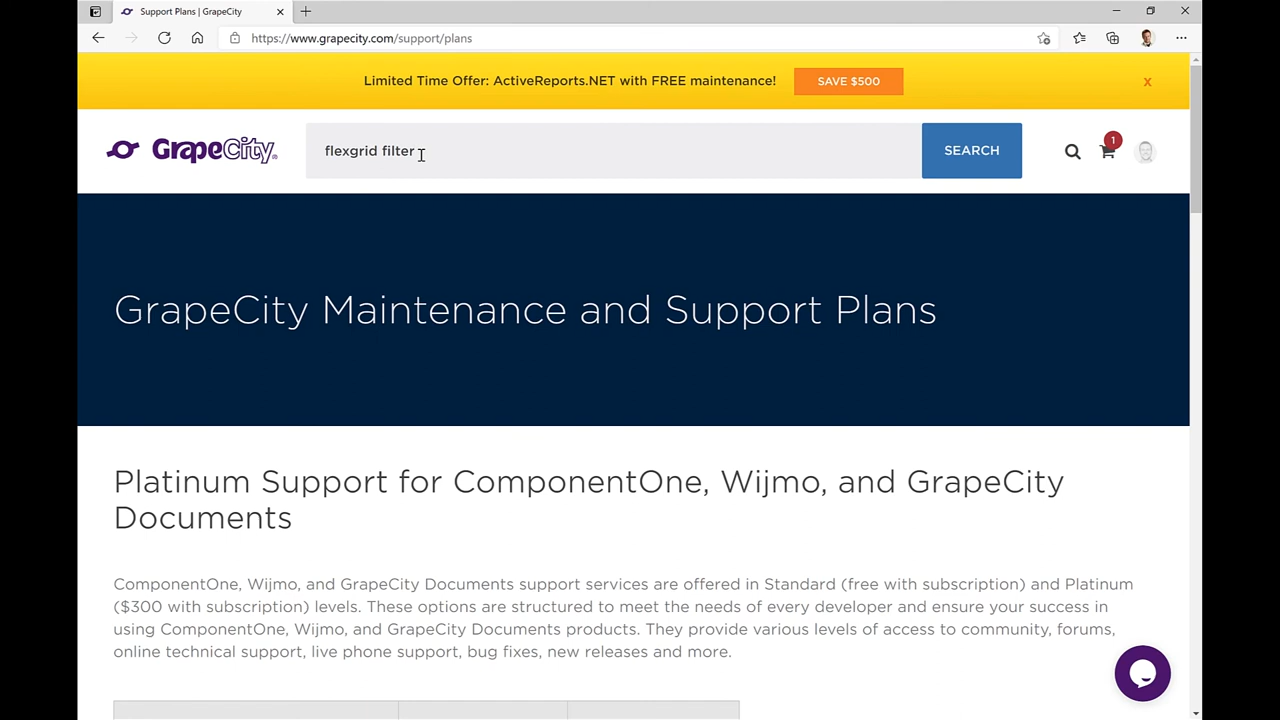 Support Plans | GrapeCity
https://www.grapecity.com/support/plans
Limited Time Offer: ActiveReports.NET with FREE maintenance!
SAVE $500
x
GrapeCity
flexgrid filter
SEARCH
1
GrapeCity Maintenance and Support Plans
Platinum Support for ComponentOne, Wijmo, and GrapeCity
Documents
ComponentOne, Wijmo, and GrapeCity Documents support services are offered in Standard (free with subscription) and Platinum
($300 with subscription) levels. These options are structured to meet the needs of every developer and ensure your success in
using ComponentOne, Wijmo, and GrapeCity Documents products. They provide various levels of access to community, forums,
online technical support, live phone support, bug fixes, new releases and more.